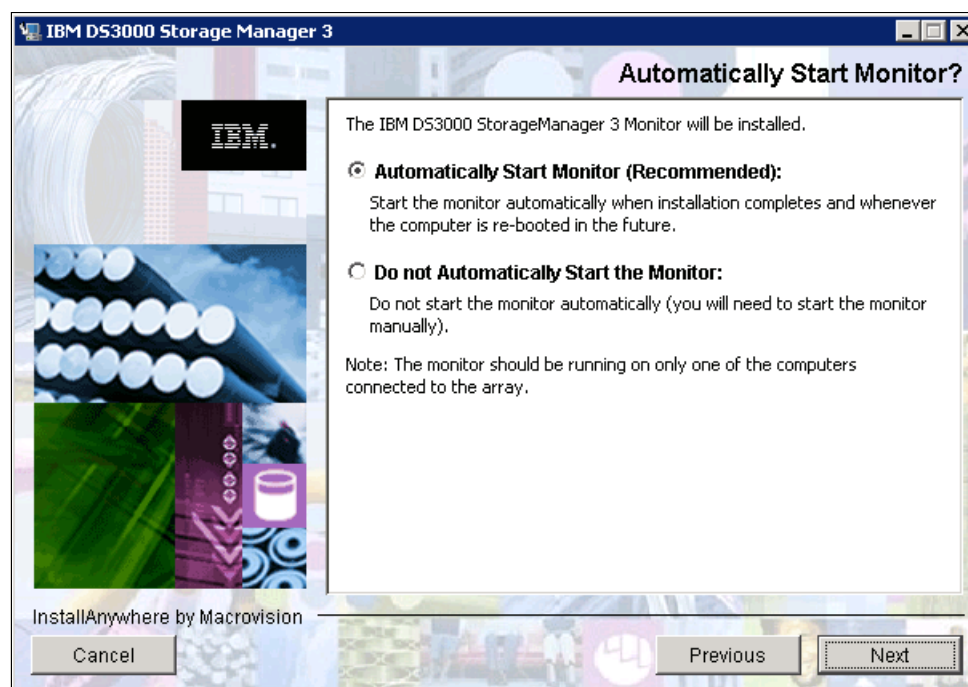 IBM DS3000 Storage Manager 3
Automatically Start Monitor?
IBM.
The IBM DS3000 StorageManager 3 Monitor will be installed.
Automatically Start Monitor (Recommended):
Start the monitor automatically when installation completes and whenever
the computer is re-booted in the future.
Do not Automatically Start the Monitor:
Do not start the monitor automatically (you will need to start the monitor
manually).
Note: The monitor should be running on only one of the computers
connected to the array.
InstallAnywhere by Macrovision
Cancel
Previous
Next